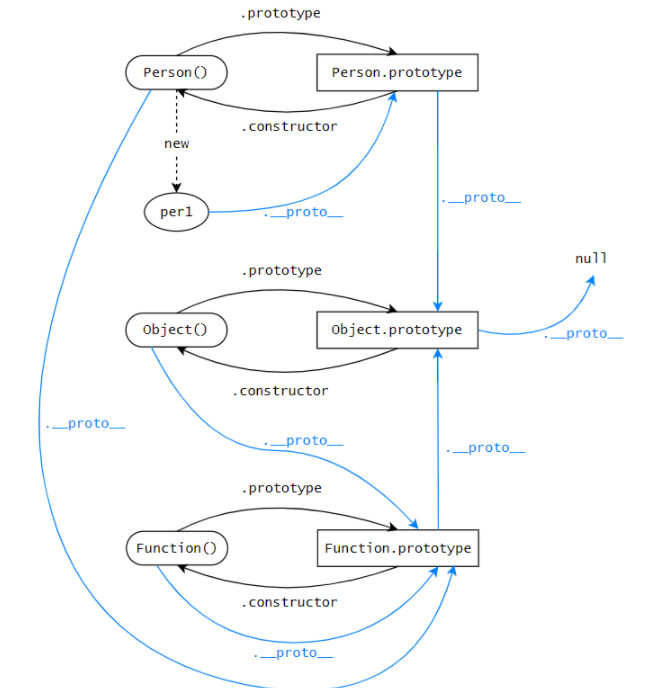 .prototype
Person()
Person.prototype
.constructor
new
.__proto__
per1
.__proto__
null
.prototype
Object()
Object.prototype
.__proto__
.constructor
.__proto__
.__proto__
.__proto__
.prototype
Function()
Function.prototype
.constructor
.__proto__